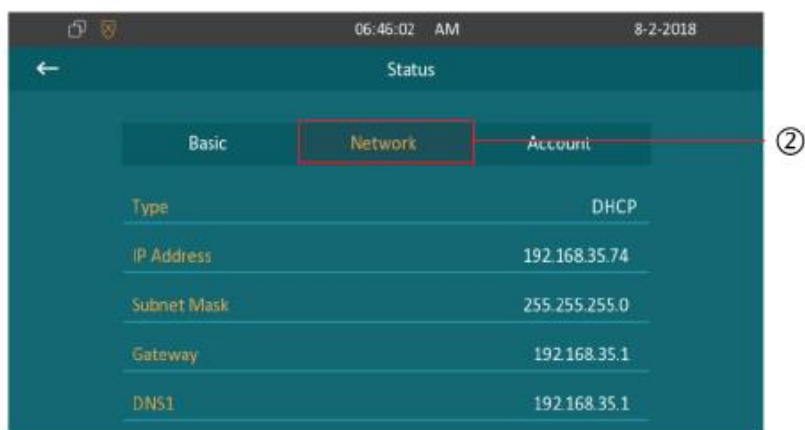 06:46:02 AM 8-2-2018
Status
Basic Network Account ②
Type DHCP
IP Address 192.168.35.74
Subnet Mask 255.255.255.0
Gateway 192.168.35.1
DNS1 192.168.35.1